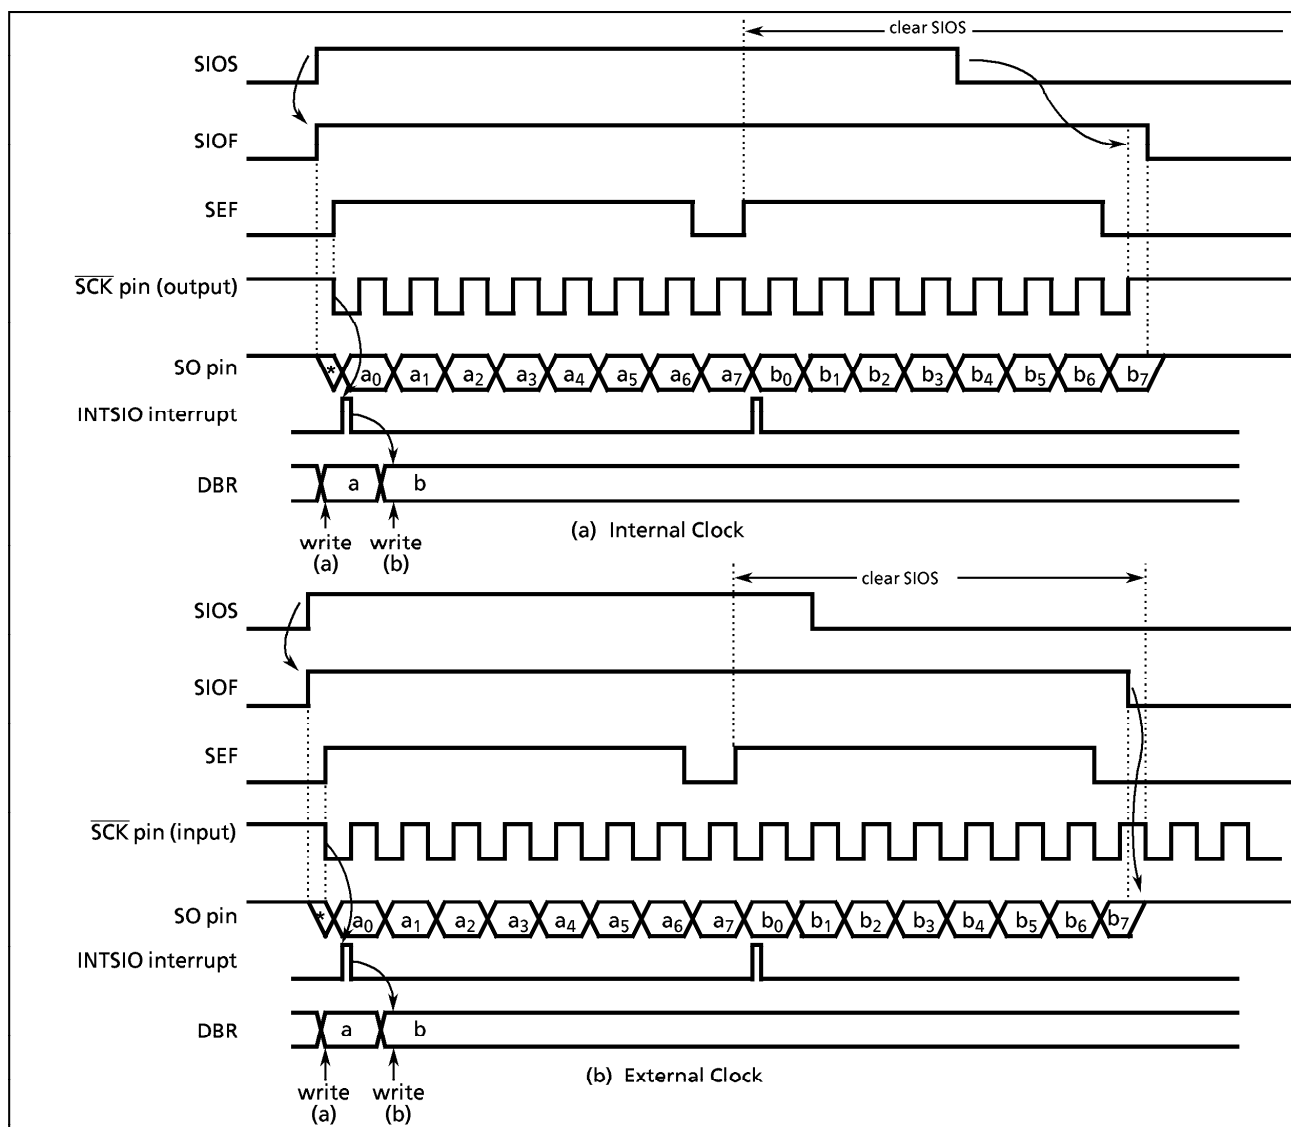 clear SIOS
SIOS
SIOF
SEF
SCK pin (output)
SO pin * a0 a1 a2 a3 a4 a5 a6 a7 b0 b1 b2 b3 b4 b5 b6 b7
INTSIO interrupt
DBR a b
(a) Internal Clock
write write
(a) (b)
clear SIOS
SIOS
SIOF
SEF
SCK pin (input)
SO pin * a0 a1 a2 a3 a4 a5 a6 a7 b0 b1 b2 b3 b4 b5 b6 b7
INTSIO interrupt
DBR a b
(b) External Clock
write write
(a) (b)